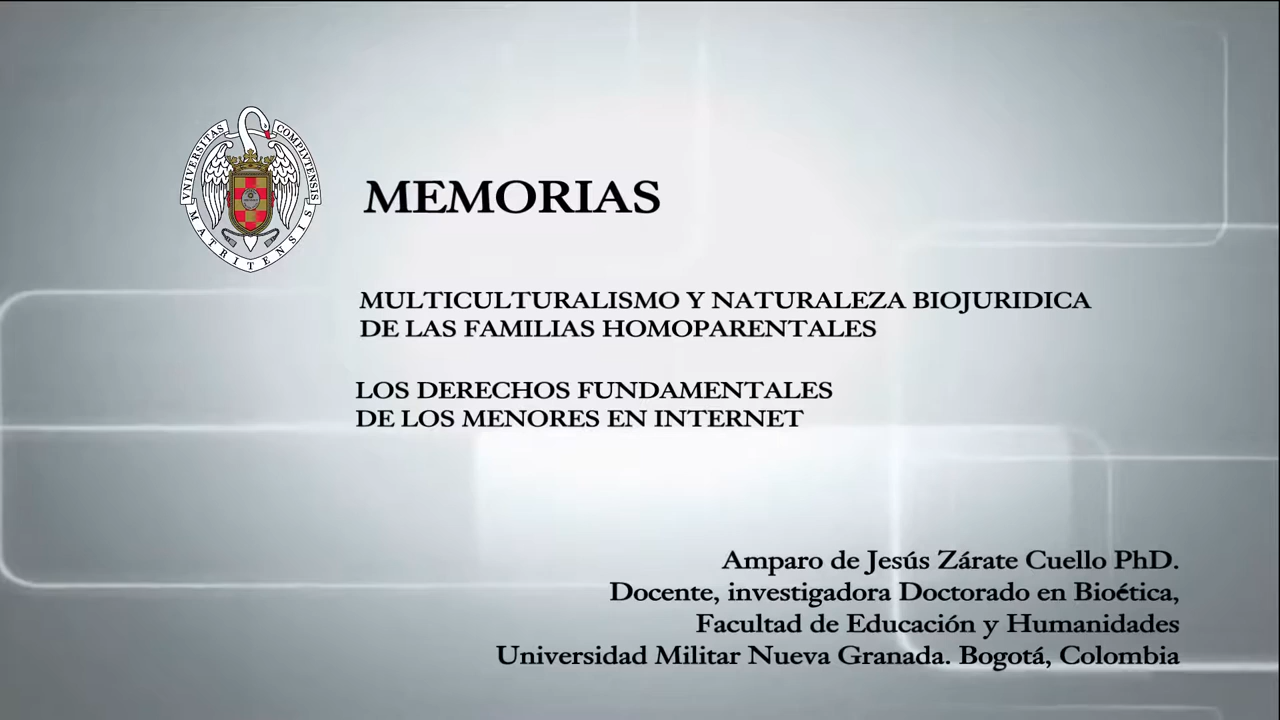 VNIVERSITAS COMPLVTENSIS
MATRITENSIS
MEMORIAS
MULTICULTURALISMO Y NATURALEZA BIOJURIDICA
DE LAS FAMILIAS HOMOPARENTALES
LOS DERECHOS FUNDAMENTALES
DE LOS MENORES EN INTERNET
Amparo de Jesús Zárate Cuello PhD.
Docente, investigadora Doctorado en Bioética,
Facultad de Educación y Humanidades
Universidad Militar Nueva Granada. Bogotá, Colombia